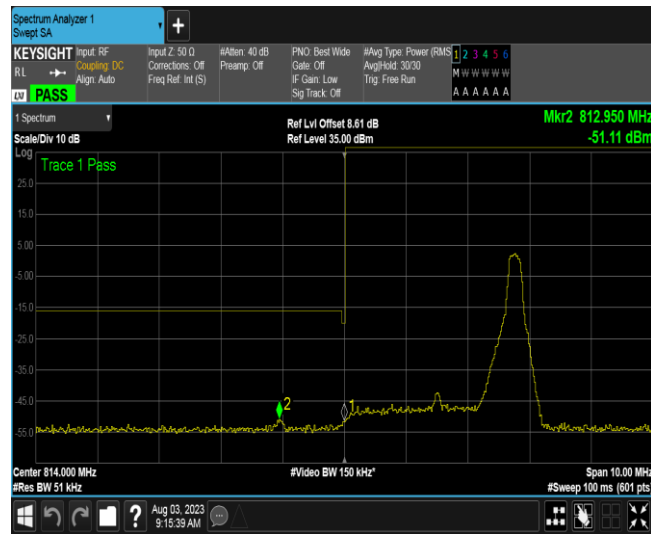 Spectrum Analyzer 1
Swept SA
+
KEYSIGHT Input: RF Input Z: 50 Ω #Atten: 40 dB PNO: Best Wide #Avg Type: Power (RMS 1 2 3 4 5 6
RL Coupling: DC Corrections: Off Preamp: Off Gate: Off Avg|Hold: 30/30 M W W W W W
Align: Auto Freq Ref: Int (S) IF Gain: Low Trig: Free Run
LXI PASS Sig Track: Off A A A A A A
1 Spectrum Ref Lvl Offset 8.61 dB Mkr2 812.950 MHz
Scale/Div 10 dB Ref Level 35.00 dBm -51.11 dBm
Log
Trace 1 Pass
25.0
15.0
5.00
-5.00
-15.0
-25.0
-35.0
-45.0
2 1
-55.0
Center 814.000 MHz #Video BW 150 kHz* Span 10.00 MHz
#Res BW 51 kHz #Sweep 100 ms (601 pts
? Aug 03, 2023
9:15:39 AM